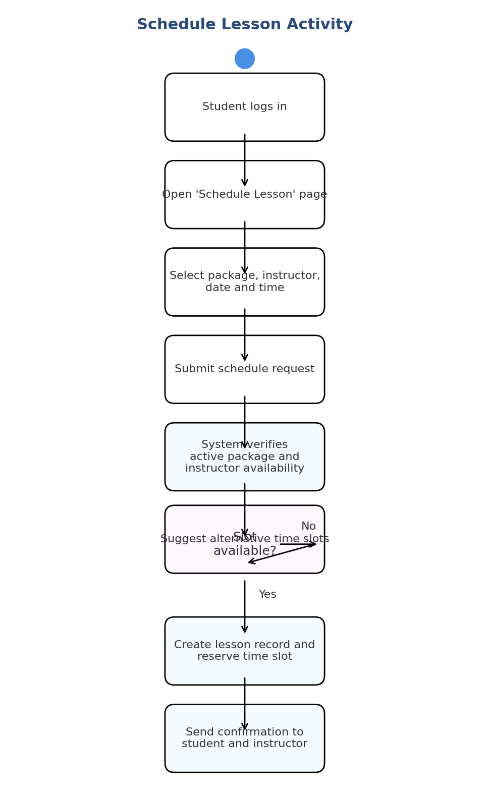 Schedule Lesson Activity
Student logs in
Open 'Schedule Lesson' page
Select package, instructor,
date and time
Submit schedule request
System verifies
active package and
instructor availability
No
Suggest alternative time slots
Slot
available?
Yes
Create lesson record and
reserve time slot
Send confirmation to
student and instructor